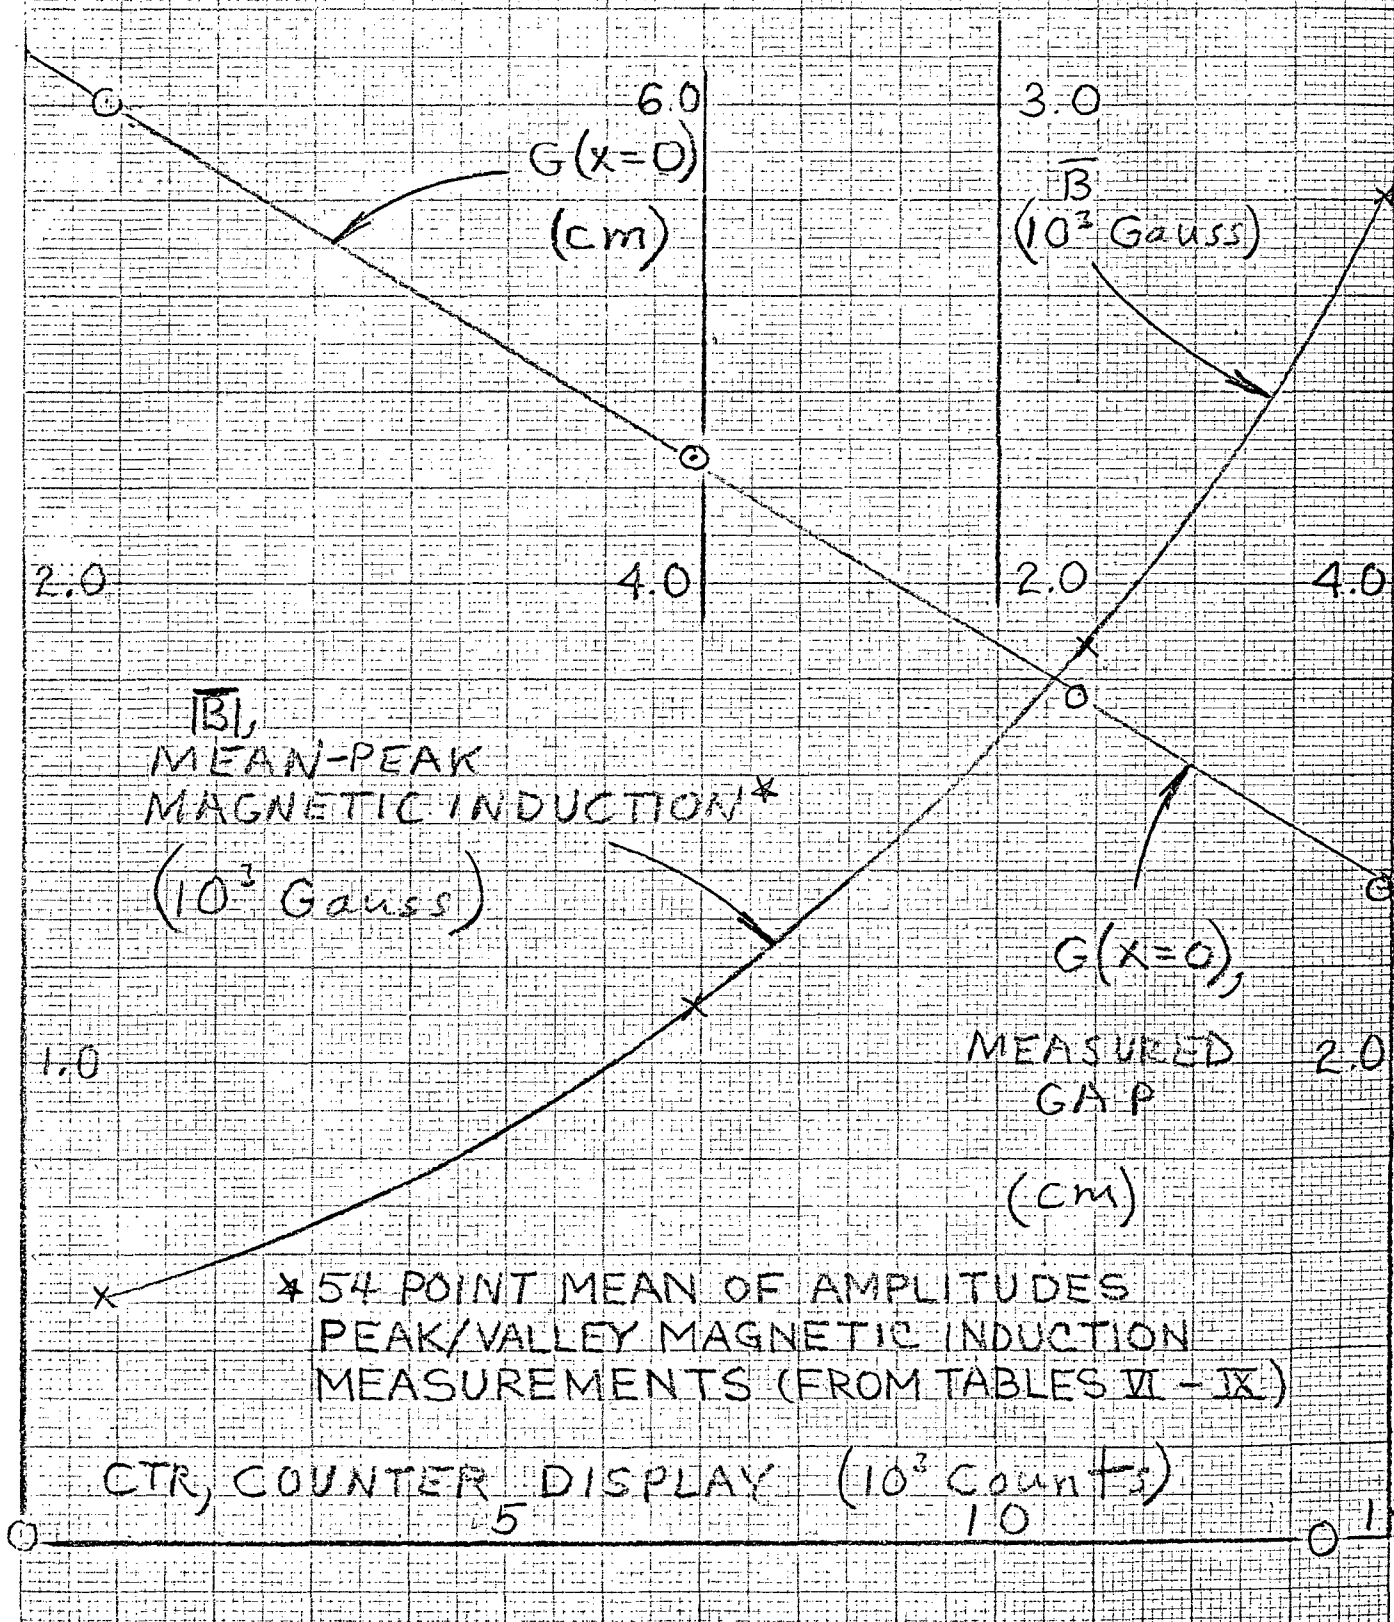 6.0
3.0
G(x=0)
(cm)
B̅
(10³ Gauss)
2.0
4.0
2.0
4.0
|B̅|,
MEAN-PEAK
MAGNETIC INDUCTION*
(10³ Gauss)
G(x=0),
MEASURED
GAP
(cm)
1.0
2.0
*54 POINT MEAN OF AMPLITUDES
PEAK/VALLEY MAGNETIC INDUCTION
MEASUREMENTS (FROM TABLES VI - IX)
CTR, COUNTER DISPLAY (10³ Counts)
0
5
10
0
1